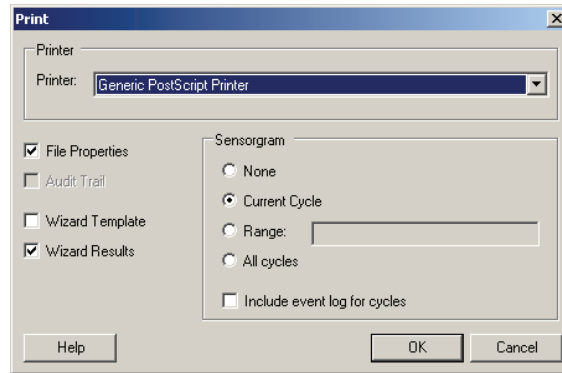 Print
Printer
Printer: Generic PostScript Printer
File Properties
Audit Trail
Wizard Template
Wizard Results
Sensorgram
None
Current Cycle
Range:
All cycles
Include event log for cycles
Help
OK
Cancel